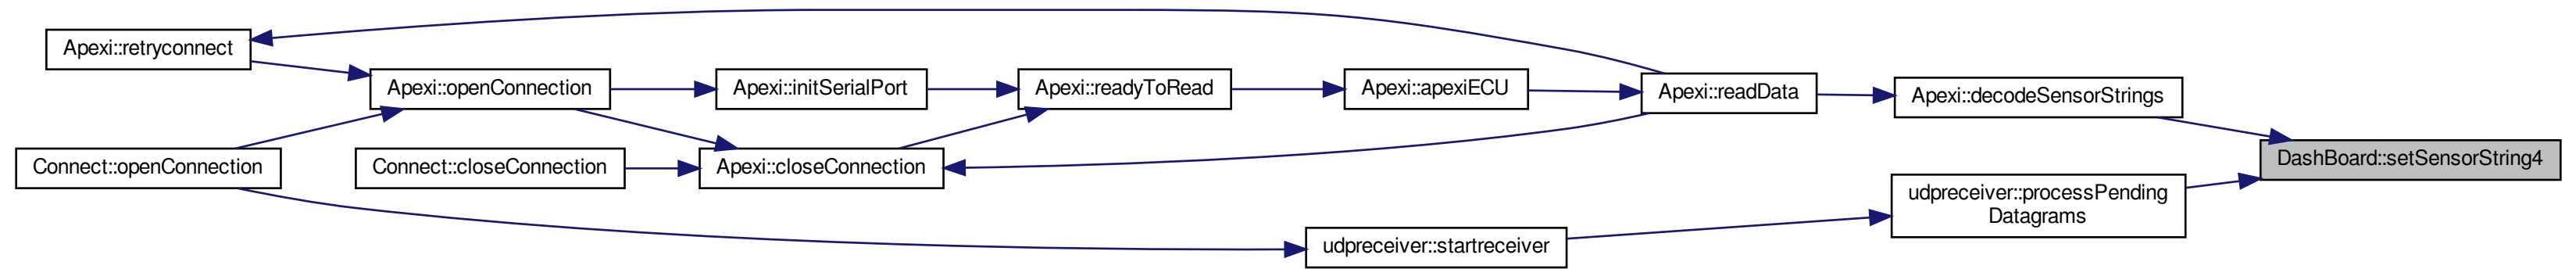 Apexi::retryconnect
Apexi::openConnection
Apexi::initSerialPort
Apexi::readyToRead
Apexi::apexiECU
Apexi::readData
Apexi::decodeSensorStrings
Connect::openConnection
Connect::closeConnection
Apexi::closeConnection
DashBoard::setSensorString4
udpreceiver::processPending
Datagrams
udpreceiver::startreceiver